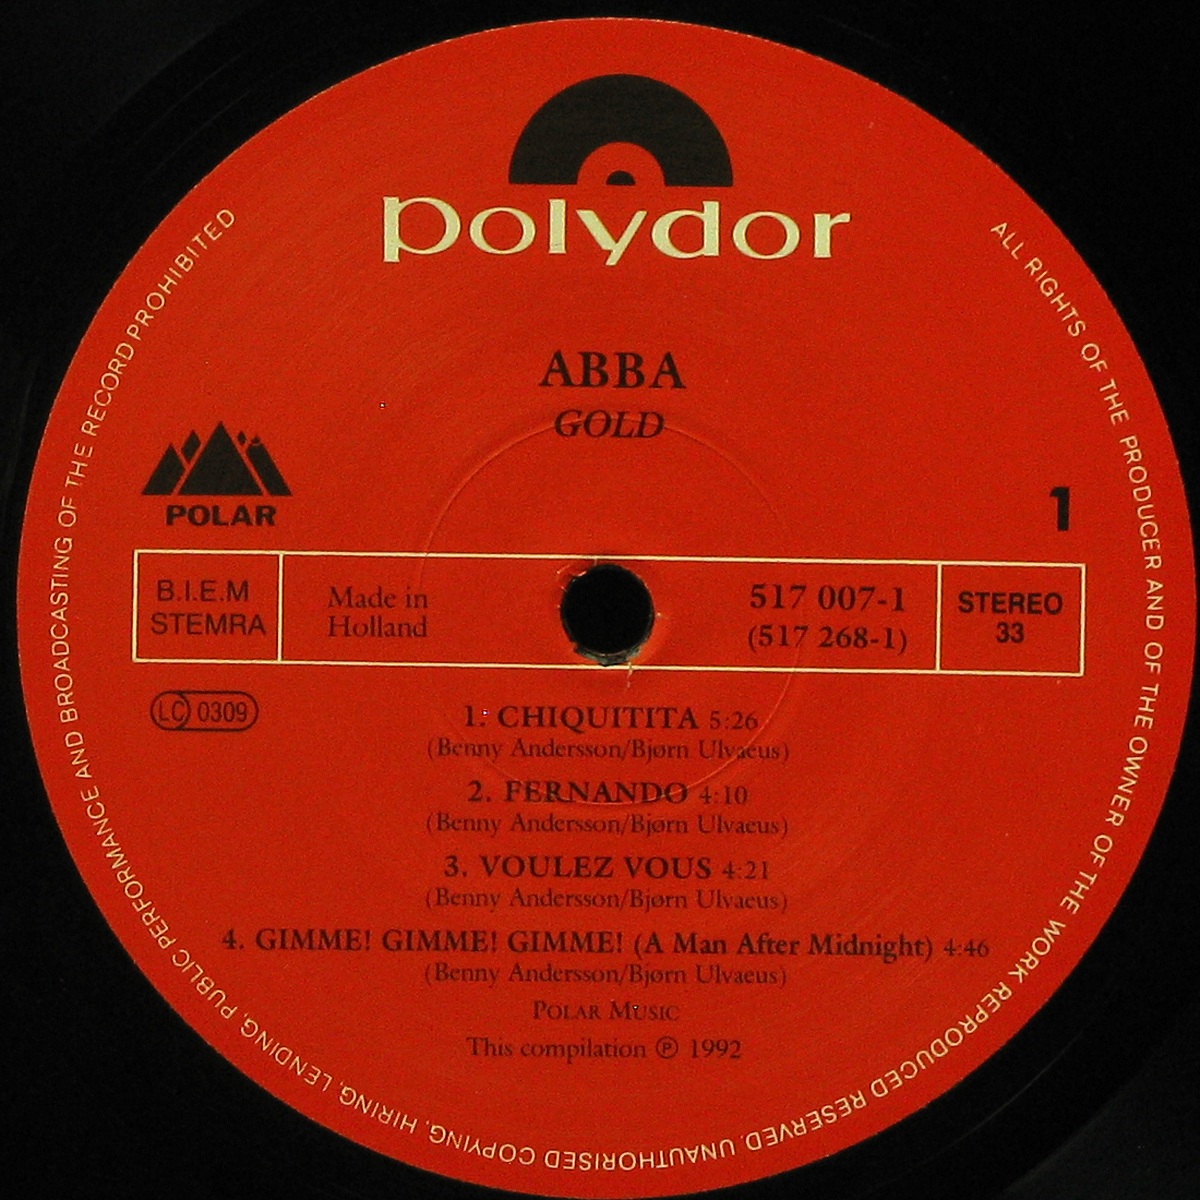 polydor
ABBA
GOLD
POLAR
1
B.I.E.M
STEMRA
Made in
Holland
517 007-1
(517 268-1)
STEREO
33
LC 0309
1. CHIQUITITA 5:26
(Benny Andersson/Bjørn Ulvaeus)
2. FERNANDO 4:10
(Benny Andersson/Bjørn Ulvaeus)
3. VOULEZ VOUS 4:21
(Benny Andersson/Bjørn Ulvaeus)
4. GIMME! GIMME! GIMME! (A Man After Midnight) 4:46
(Benny Andersson/Bjørn Ulvaeus)
POLAR MUSIC
This compilation ℗ 1992
ALL RIGHTS OF THE PRODUCER AND OF THE OWNER OF THE WORK REPRODUCED RESERVED. UNAUTHORISED COPYING, HIRING, LENDING, PUBLIC PERFORMANCE AND BROADCASTING OF THE RECORD PROHIBITED